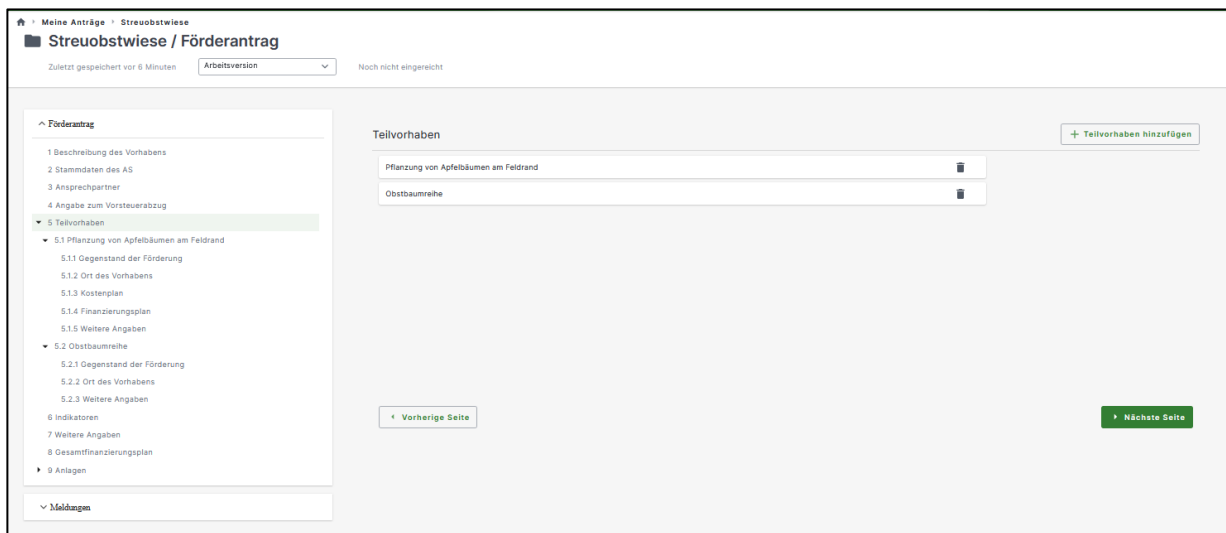 Meine Anträge › Streuobstwiese
Streuobstwiese / Förderantrag
Zuletzt gespeichert vor 6 Minuten Arbeitsversion Noch nicht eingereicht
Förderantrag
1 Beschreibung des Vorhabens
2 Stammdaten des AS
3 Ansprechpartner
4 Angabe zum Vorsteuerabzug
5 Teilvorhaben
5.1 Pflanzung von Apfelbäumen am Feldrand
5.1.1 Gegenstand der Förderung
5.1.2 Ort des Vorhabens
5.1.3 Kostenplan
5.1.4 Finanzierungsplan
5.1.5 Weitere Angaben
5.2 Obstbaumreihe
5.2.1 Gegenstand der Förderung
5.2.2 Ort des Vorhabens
5.2.3 Weitere Angaben
6 Indikatoren
7 Weitere Angaben
8 Gesamtfinanzierungsplan
9 Anlagen
Meldungen
Teilvorhaben
+ Teilvorhaben hinzufügen
Pflanzung von Apfelbäumen am Feldrand
Obstbaumreihe
Vorherige Seite
Nächste Seite